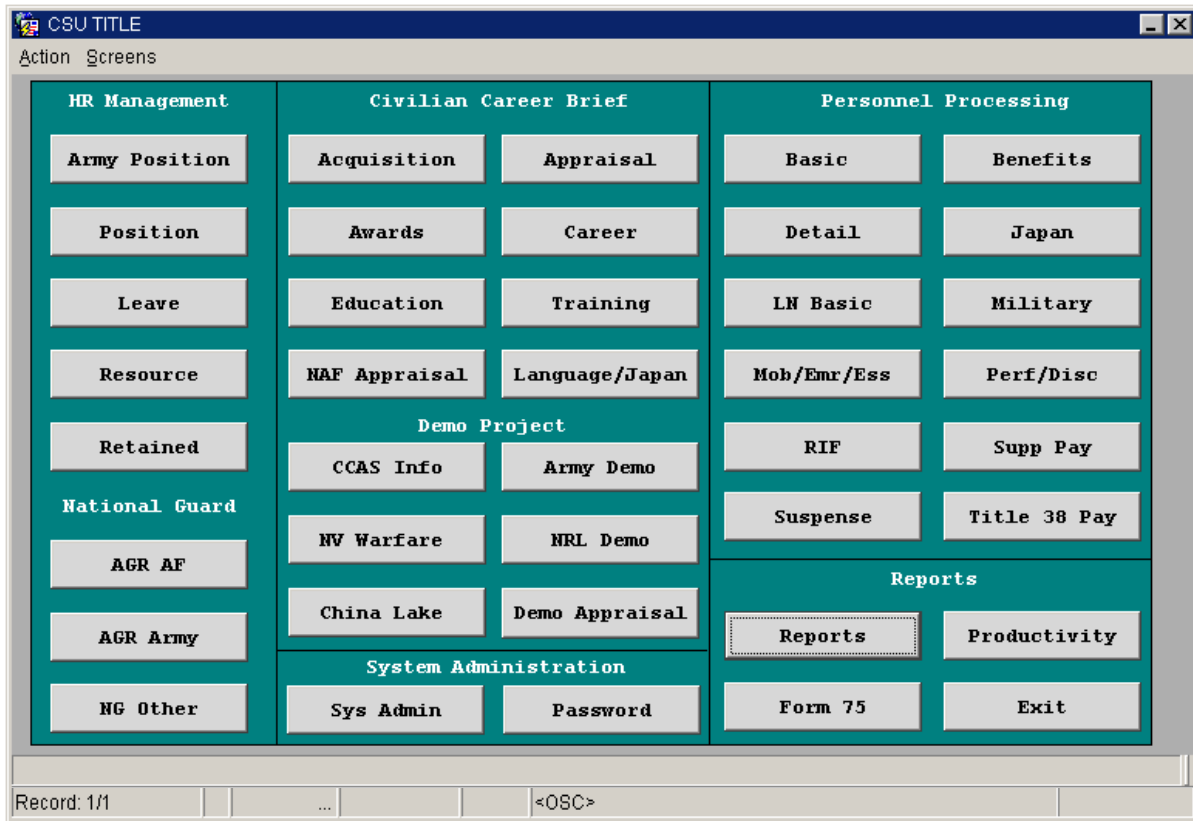 CSU TITLE
Action Screens
HR Management
Army Position
Position
Leave
Resource
Retained
National Guard
AGR AF
AGR Army
NG Other
Civilian Career Brief
Acquisition Appraisal
Awards Career
Education Training
NAF Appraisal Language/Japan
Demo Project
CCAS Info Army Demo
NV Warfare NRL Demo
China Lake Demo Appraisal
System Administration
Sys Admin Password
Personnel Processing
Basic Benefits
Detail Japan
LN Basic Military
Mob/Emr/Ess Perf/Disc
RIF Supp Pay
Suspense Title 38 Pay
Reports
Reports Productivity
Form 75 Exit
Record: 1/1 ... <OSC>